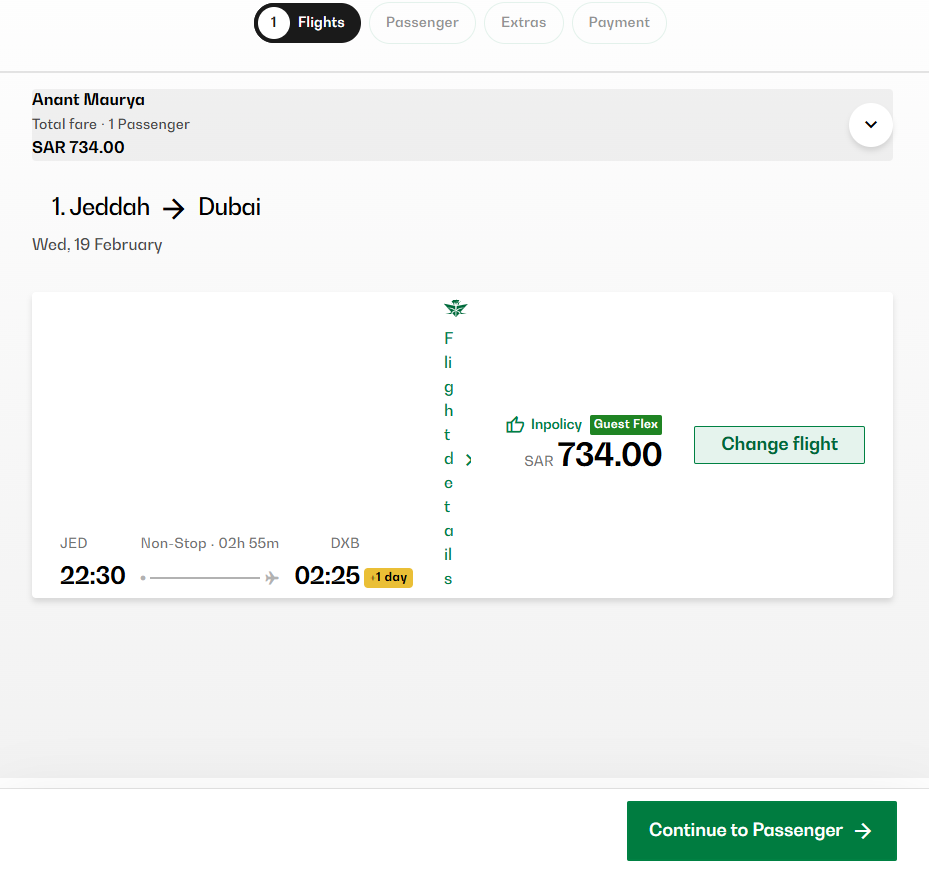 1 Flights Passenger Extras Payment
Anant Maurya
Total fare · 1 Passenger
SAR 734.00
1. Jeddah → Dubai
Wed, 19 February
JED Non-Stop · 02h 55m DXB
22:30 02:25 +1 day
F
li
g
h
t
d
e
t
a
il
s
Inpolicy Guest Flex
SAR 734.00
Change flight
Continue to Passenger →